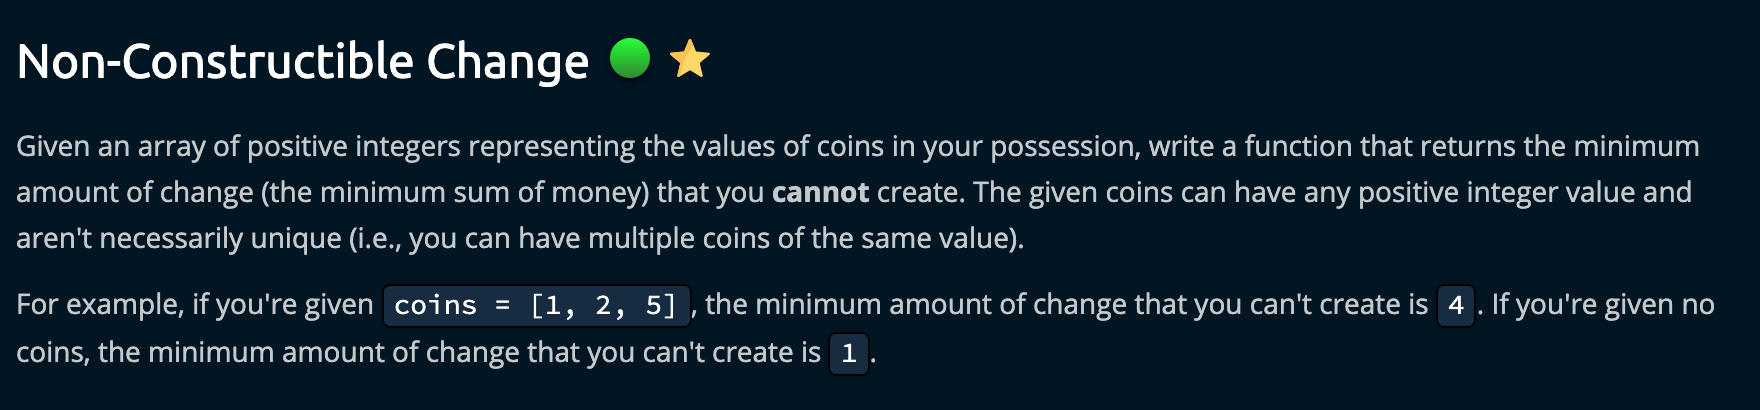 Non-Constructible Change
Given an array of positive integers representing the values of coins in your possession, write a function that returns the minimum
amount of change (the minimum sum of money) that you cannot create. The given coins can have any positive integer value and
aren't necessarily unique (i.e., you can have multiple coins of the same value).
For example, if you're given coins = [1, 2, 5], the minimum amount of change that you can't create is 4. If you're given no
coins, the minimum amount of change that you can't create is 1.